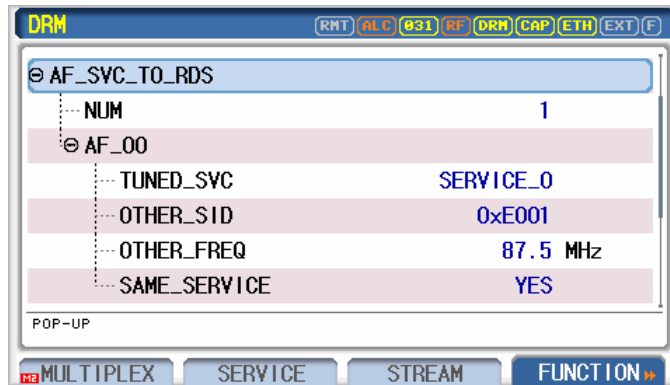 DRM RMT ALC 031 RF DRM CAP ETH EXT F
AF_SVC_TO_RDS
NUM 1
AF_00
TUNED_SVC SERVICE_0
OTHER_SID 0xE001
OTHER_FREQ 87.5 MHz
SAME_SERVICE YES
POP-UP
M2 MULTIPLEX SERVICE STREAM FUNCTION